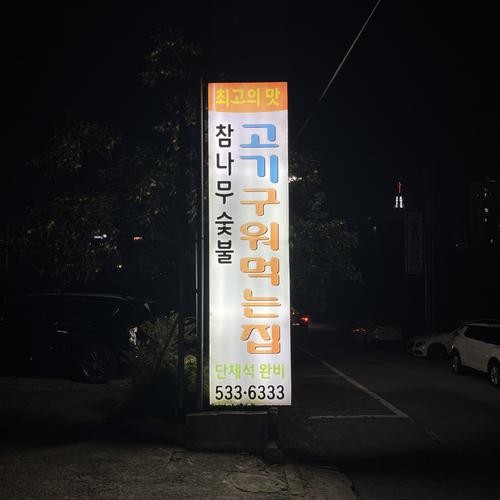 최고의 맛
참나무숯불
고기구워먹는집
단체석 완비
533·6333